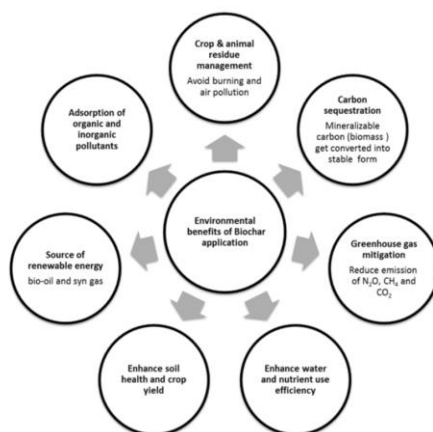 Crop & animal
residue
management
Avoid burning and
air pollution
Carbon
sequestration
Mineralizable
carbon (biomass )
get converted into
stable form
Greenhouse gas
mitigation
Reduce emission
of N₂O, CH₄ and
CO₂
Enhance water
and nutrient use
efficiency
Enhance soil
health and crop
yield
Source of
renewable energy
bio-oil and syn gas
Adsorption of
organic and
inorganic
pollutants
Environmental
benefits of Biochar
application